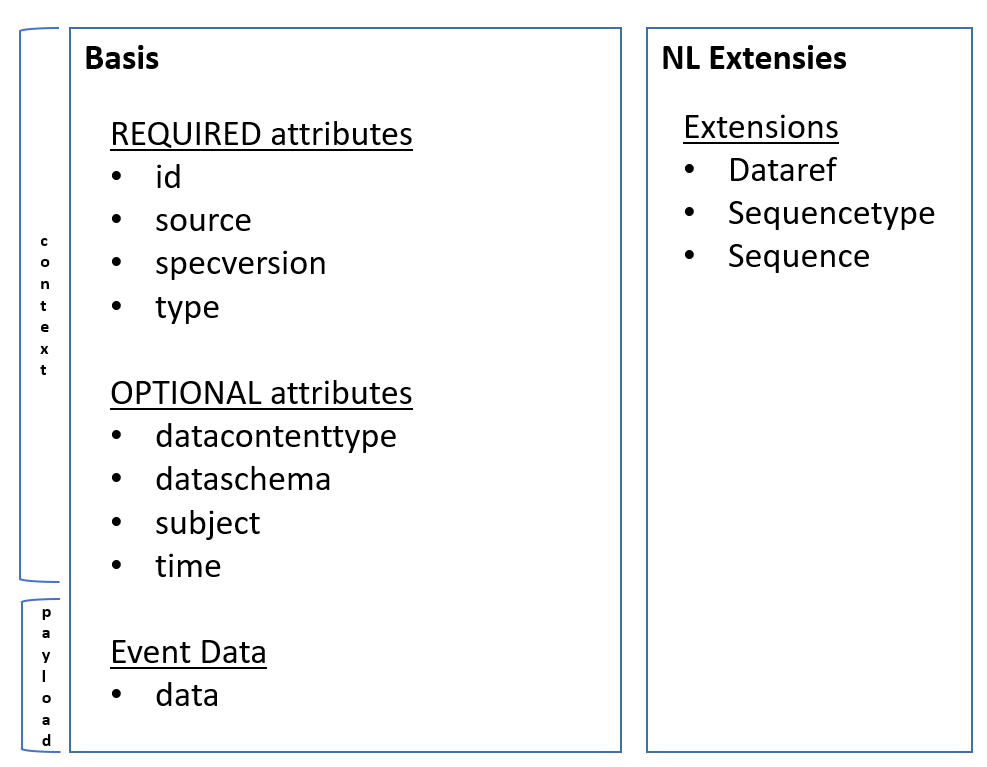 context
Basis
REQUIRED attributes
• id
• source
• specversion
• type
OPTIONAL attributes
• datacontenttype
• dataschema
• subject
• time
payload
Event Data
• data
NL Extensies
Extensions
• Dataref
• Sequencetype
• Sequence